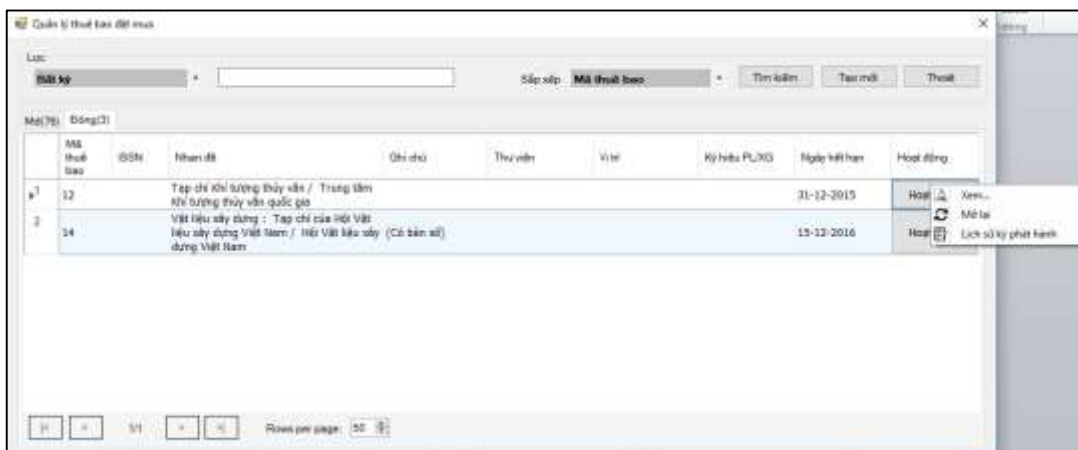 Quản lý thuê bao đặt mua
Lọc
Bất kỳ
Sắp xếp Mã thuê bao Tìm kiếm Tạo mới Thoát
Mở(76) Đóng(3)
Mã thuê bao ISSN Nhan đề Ghi chú Thư viện Vị trí Ký hiệu PL/XG Ngày hết hạn Hoạt động
1 12 Tạp chí Khí tượng thủy văn / Trung tâm
Khí tượng thủy văn quốc gia 31-12-2015 Hoạt
2 14 Vật liệu xây dựng : Tạp chí của Hội Vật
liệu xây dựng Việt Nam / Hội Vật liệu xây (Có bản số) 15-12-2016 Hoạt
dựng Việt Nam
Xem...
Mở lại
Lịch sử kỳ phát hành
1/1 Rows per page: 50